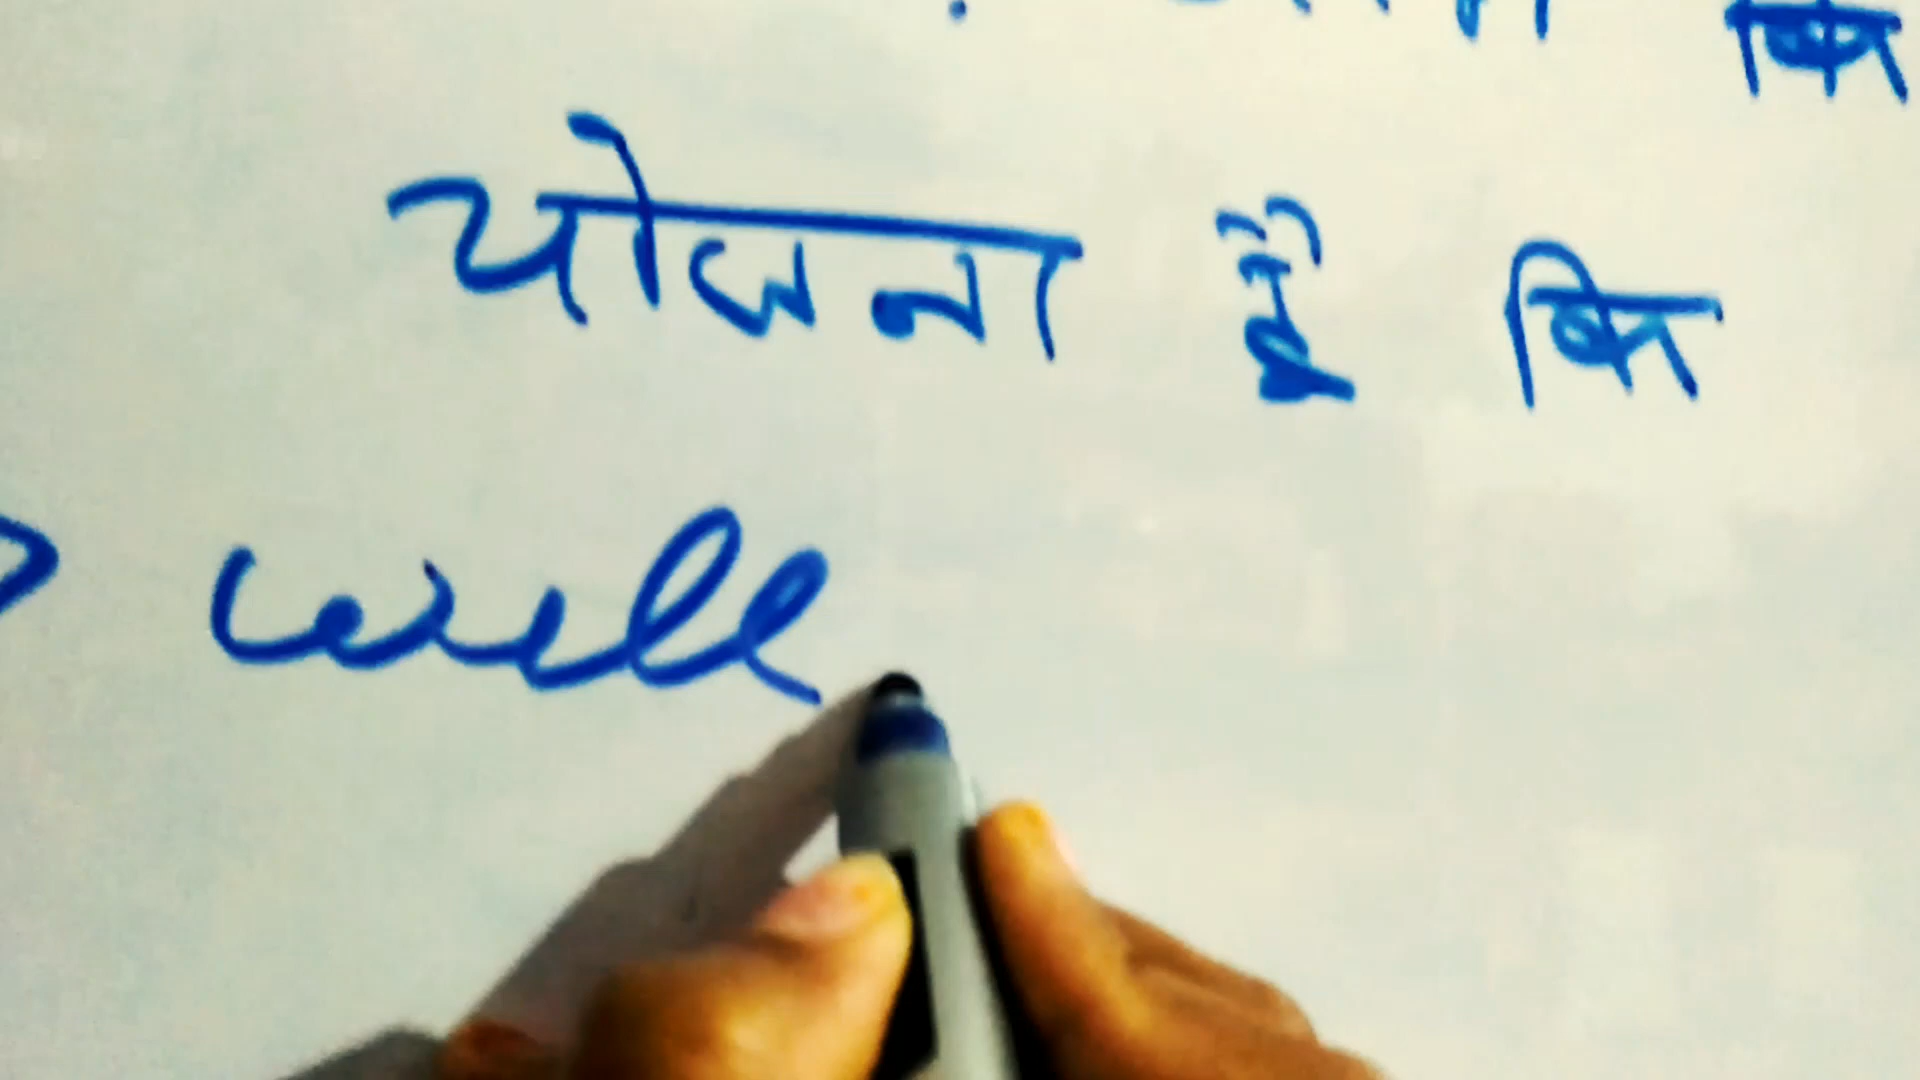 कि
योजना है कि
will